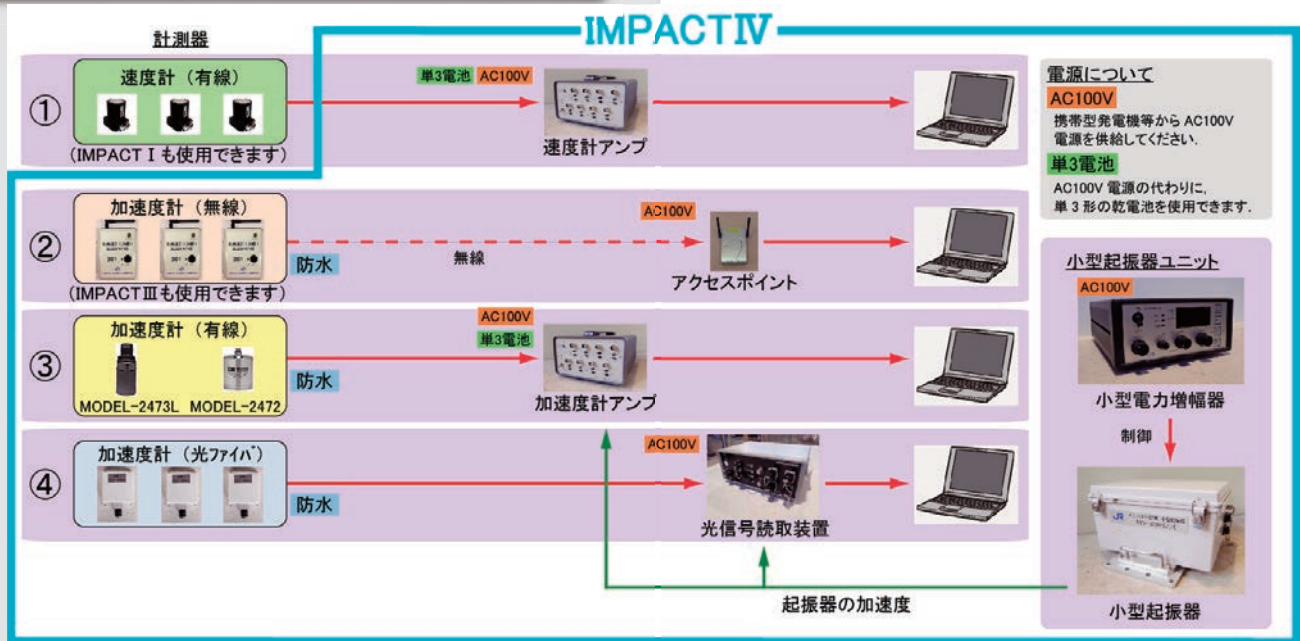 IMPACTⅣ
計測器
①
速度計（有線）
(IMPACTⅠも使用できます)
単3電池 AC100V
速度計アンプ
②
加速度計（無線）
(IMPACTⅢも使用できます)
防水
無線
AC100V
アクセスポイント
③
加速度計（有線）
MODEL-2473L MODEL-2472
防水
AC100V
単3電池
加速度計アンプ
④
加速度計（光ﾌｧｲﾊﾞ）
防水
AC100V
光信号読取装置
起振器の加速度
電源について
AC100V
携帯型発電機等からAC100V
電源を供給してください.
単3電池
AC100V 電源の代わりに,
単３形の乾電池を使用できます.
小型起振器ユニット
AC100V
小型電力増幅器
制御
JR
小型起振器